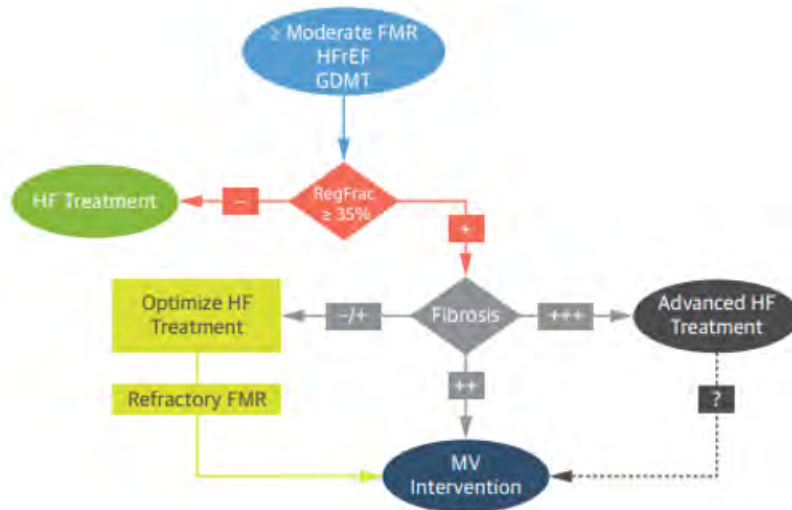 ≥ Moderate FMR
HFrEF
GDMT
HF Treatment
−
RegFrac
≥ 35%
+
Optimize HF
Treatment
−/+
Fibrosis
+++
Advanced HF
Treatment
Refractory FMR
++
?
MV
Intervention